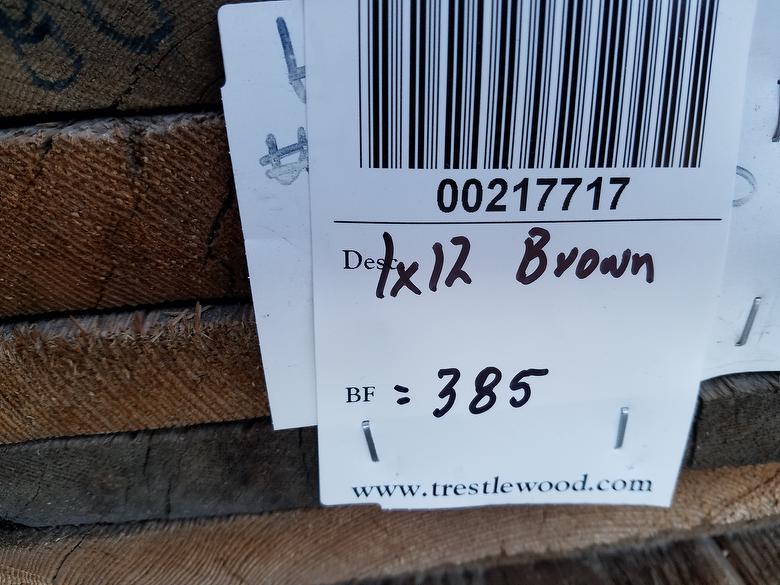 00217717
Desc 1x12 Brown
BF = 385
www.trestlewood.com